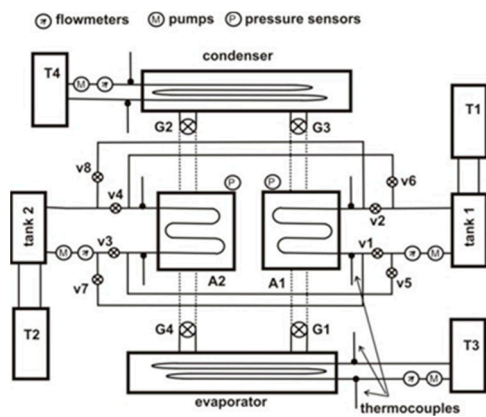 flowmeters M pumps P pressure sensors
condenser
T4
M
G2 G3
T1
v8
v4
P P
v6
v2
tank 2
tank 1
M
v3
v1
M
v7
A2 A1
v5
G4 G1
T2
T3
evaporator
M
thermocouples